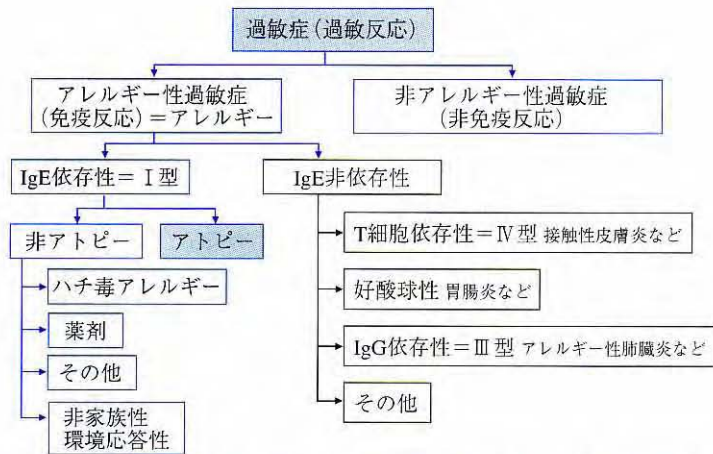 過敏症(過敏反応)
アレルギー性過敏症
(免疫反応)=アレルギー
非アレルギー性過敏症
(非免疫反応)
IgE依存性=Ⅰ型
IgE非依存性
非アトピー
アトピー
ハチ毒アレルギー
薬剤
その他
非家族性
環境応答性
T細胞依存性=Ⅳ型 接触性皮膚炎など
好酸球性 胃腸炎など
IgG依存性=Ⅲ型 アレルギー性肺臓炎など
その他